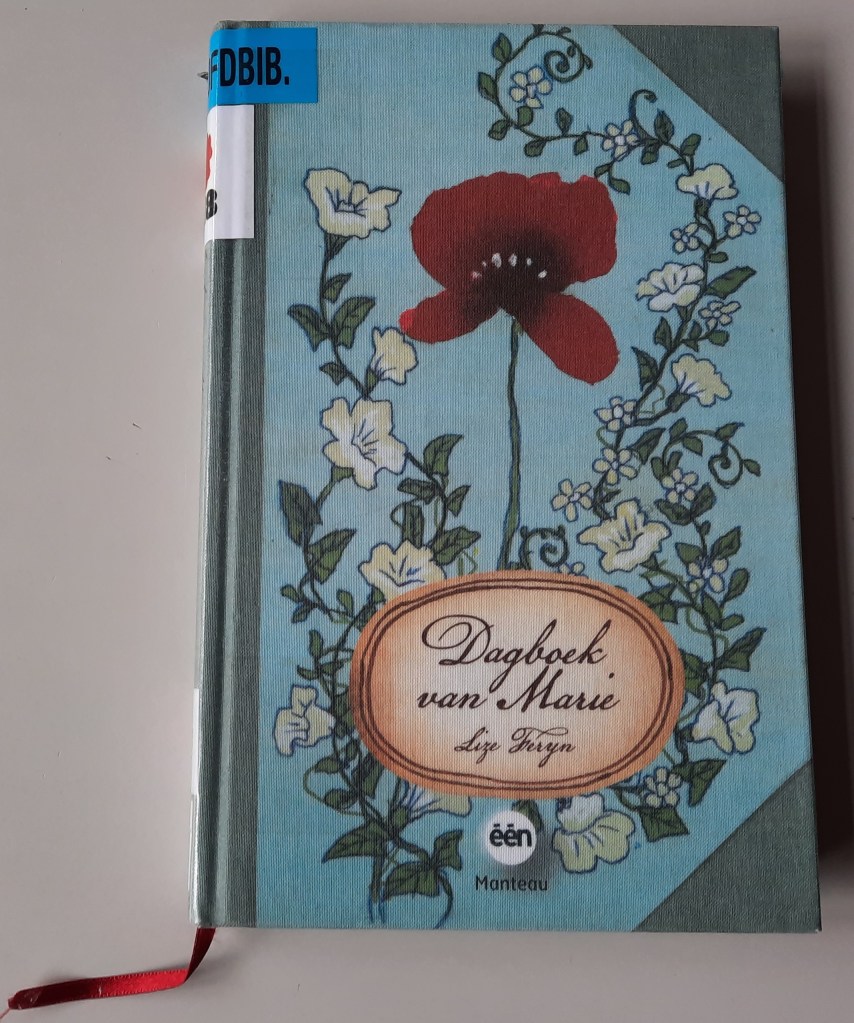 FDBIB.
B
Dagboek
van Marie
Lize Feryn
één
Manteau